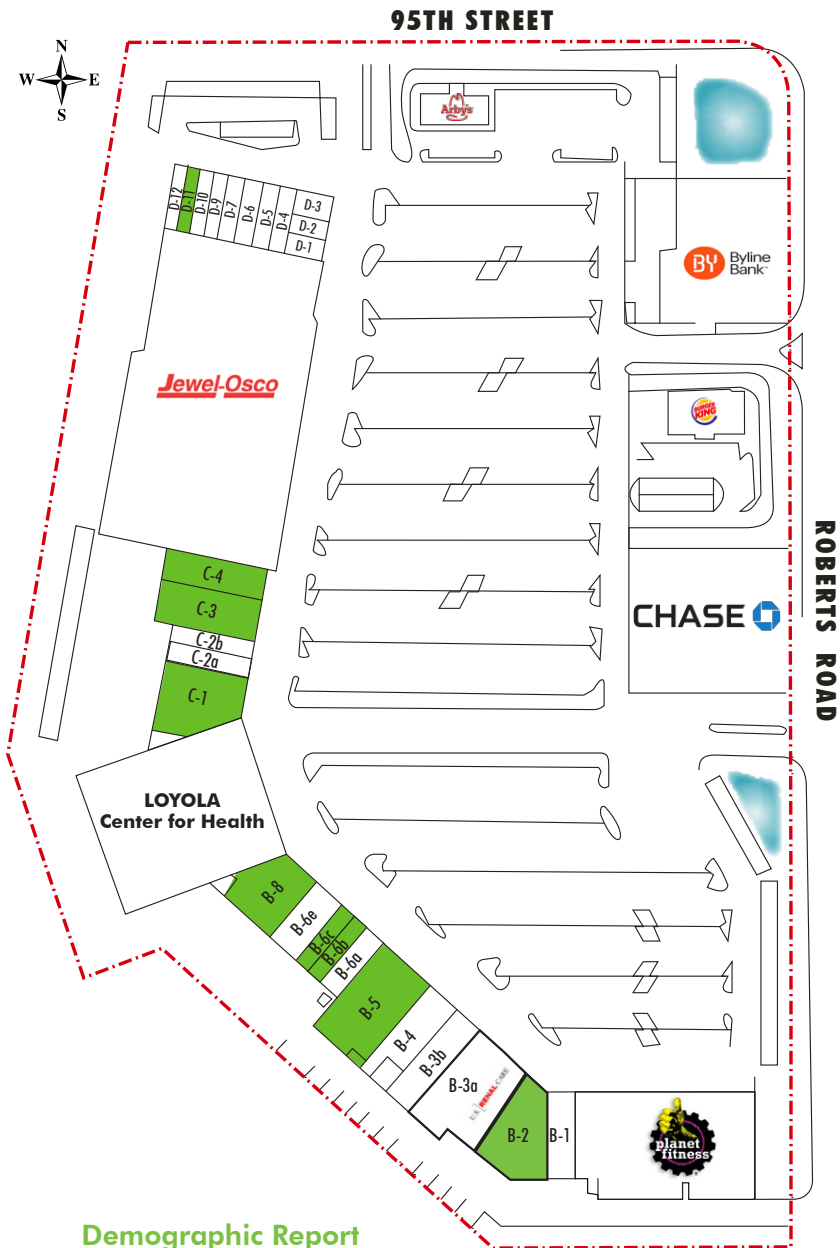 95TH STREET
N
W E
S
Arby's
D-12
D-11
D-10
D-9
D-7
D-6
D-5
D-4
D-3
D-2
D-1
BY Byline
Bank
Jewel-Osco
BURGER
KING
C-4
C-3
C-2b
C-2a
C-1
CHASE
ROBERTS ROAD
LOYOLA
Center for Health
B-8
B-6e
B-6c
B-6b
B-6a
B-5
B-4
B-3b
B-3a
U.S. RENAL CARE
B-2
B-1
planet
fitness
Demographic Report